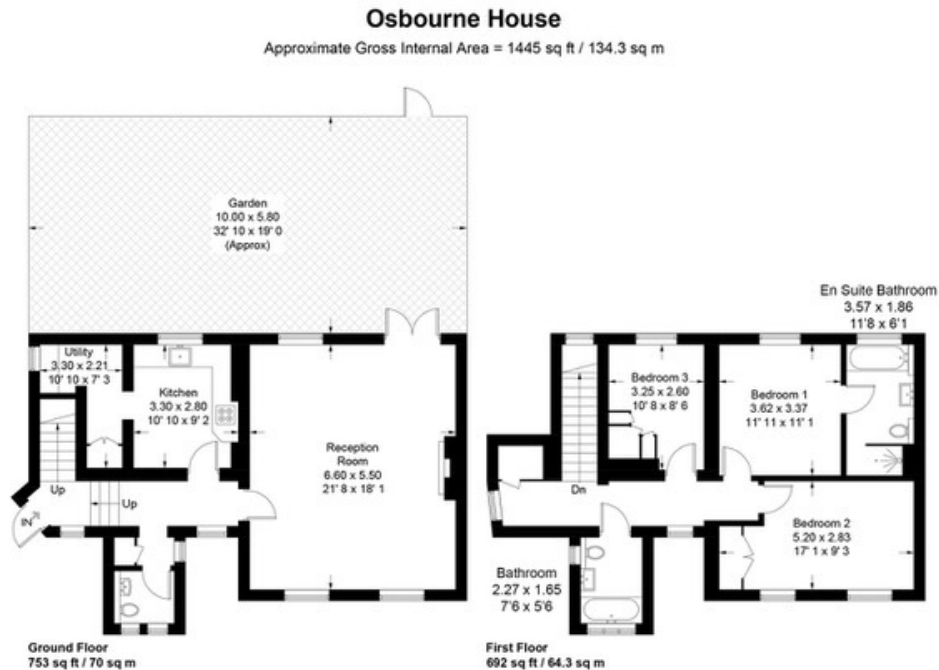 Osbourne House
Approximate Gross Internal Area = 1445 sq ft / 134.3 sq m
Garden
10.00 x 5.80
32' 10 x 19' 0
(Approx)
Utility
3.30 x 2.21
10' 10 x 7' 3
Kitchen
3.30 x 2.80
10' 10 x 9' 2
Reception
Room
6.60 x 5.50
21' 8 x 18' 1
Up
Up
IN
Ground Floor
753 sq ft / 70 sq m
En Suite Bathroom
3.57 x 1.86
11'8 x 6'1
Bedroom 3
3.25 x 2.60
10' 8 x 8' 6
Bedroom 1
3.62 x 3.37
11' 11 x 11' 1
Dn
Bedroom 2
5.20 x 2.83
17' 1 x 9' 3
Bathroom
2.27 x 1.65
7'6 x 5'6
First Floor
692 sq ft / 64.3 sq m